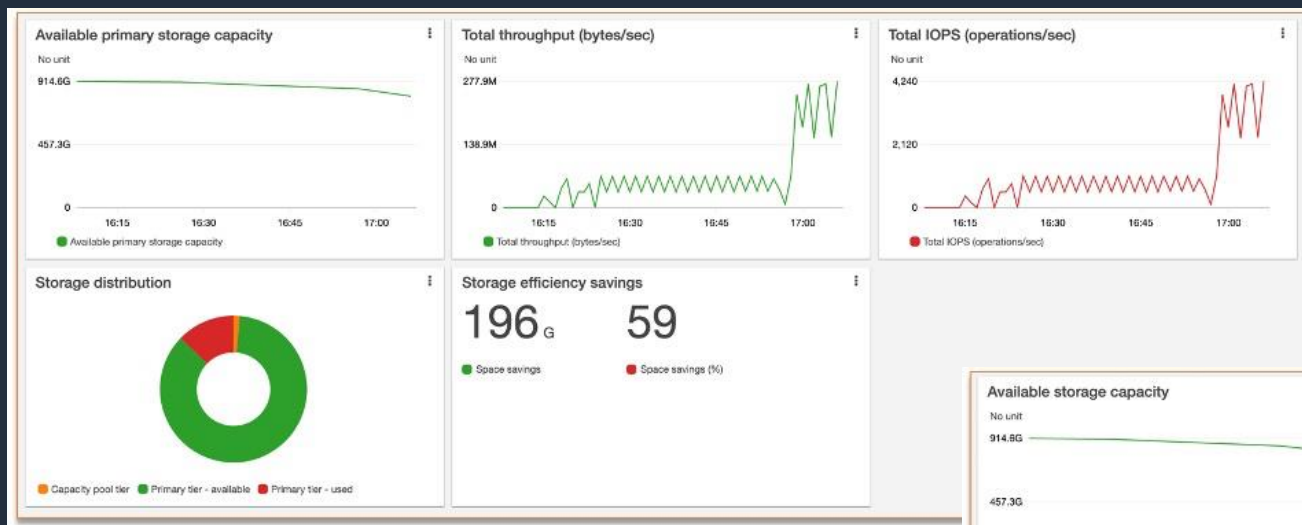 Available primary storage capacity
No unit
914.6G
457.3G
0
16:15 16:30 16:45 17:00
Available primary storage capacity
Total throughput (bytes/sec)
No unit
277.9M
138.9M
0
16:15 16:30 16:45 17:00
Total throughput (bytes/sec)
Total IOPS (operations/sec)
No unit
4,240
2,120
0
16:15 16:30 16:45 17:00
Total IOPS (operations/sec)
Storage distribution
Capacity pool tier Primary tier - available Primary tier - used
Storage efficiency savings
196 G 59
Space savings Space savings (%)
Available storage capacity
No unit
914.6G
457.3G